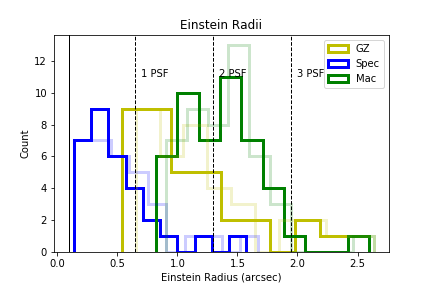 Einstein Radii
GZ
Spec
Mac
1 PSF
2 PSF
3 PSF
Count
12
10
8
6
4
2
0
0.0 0.5 1.0 1.5 2.0 2.5
Einstein Radius (arcsec)